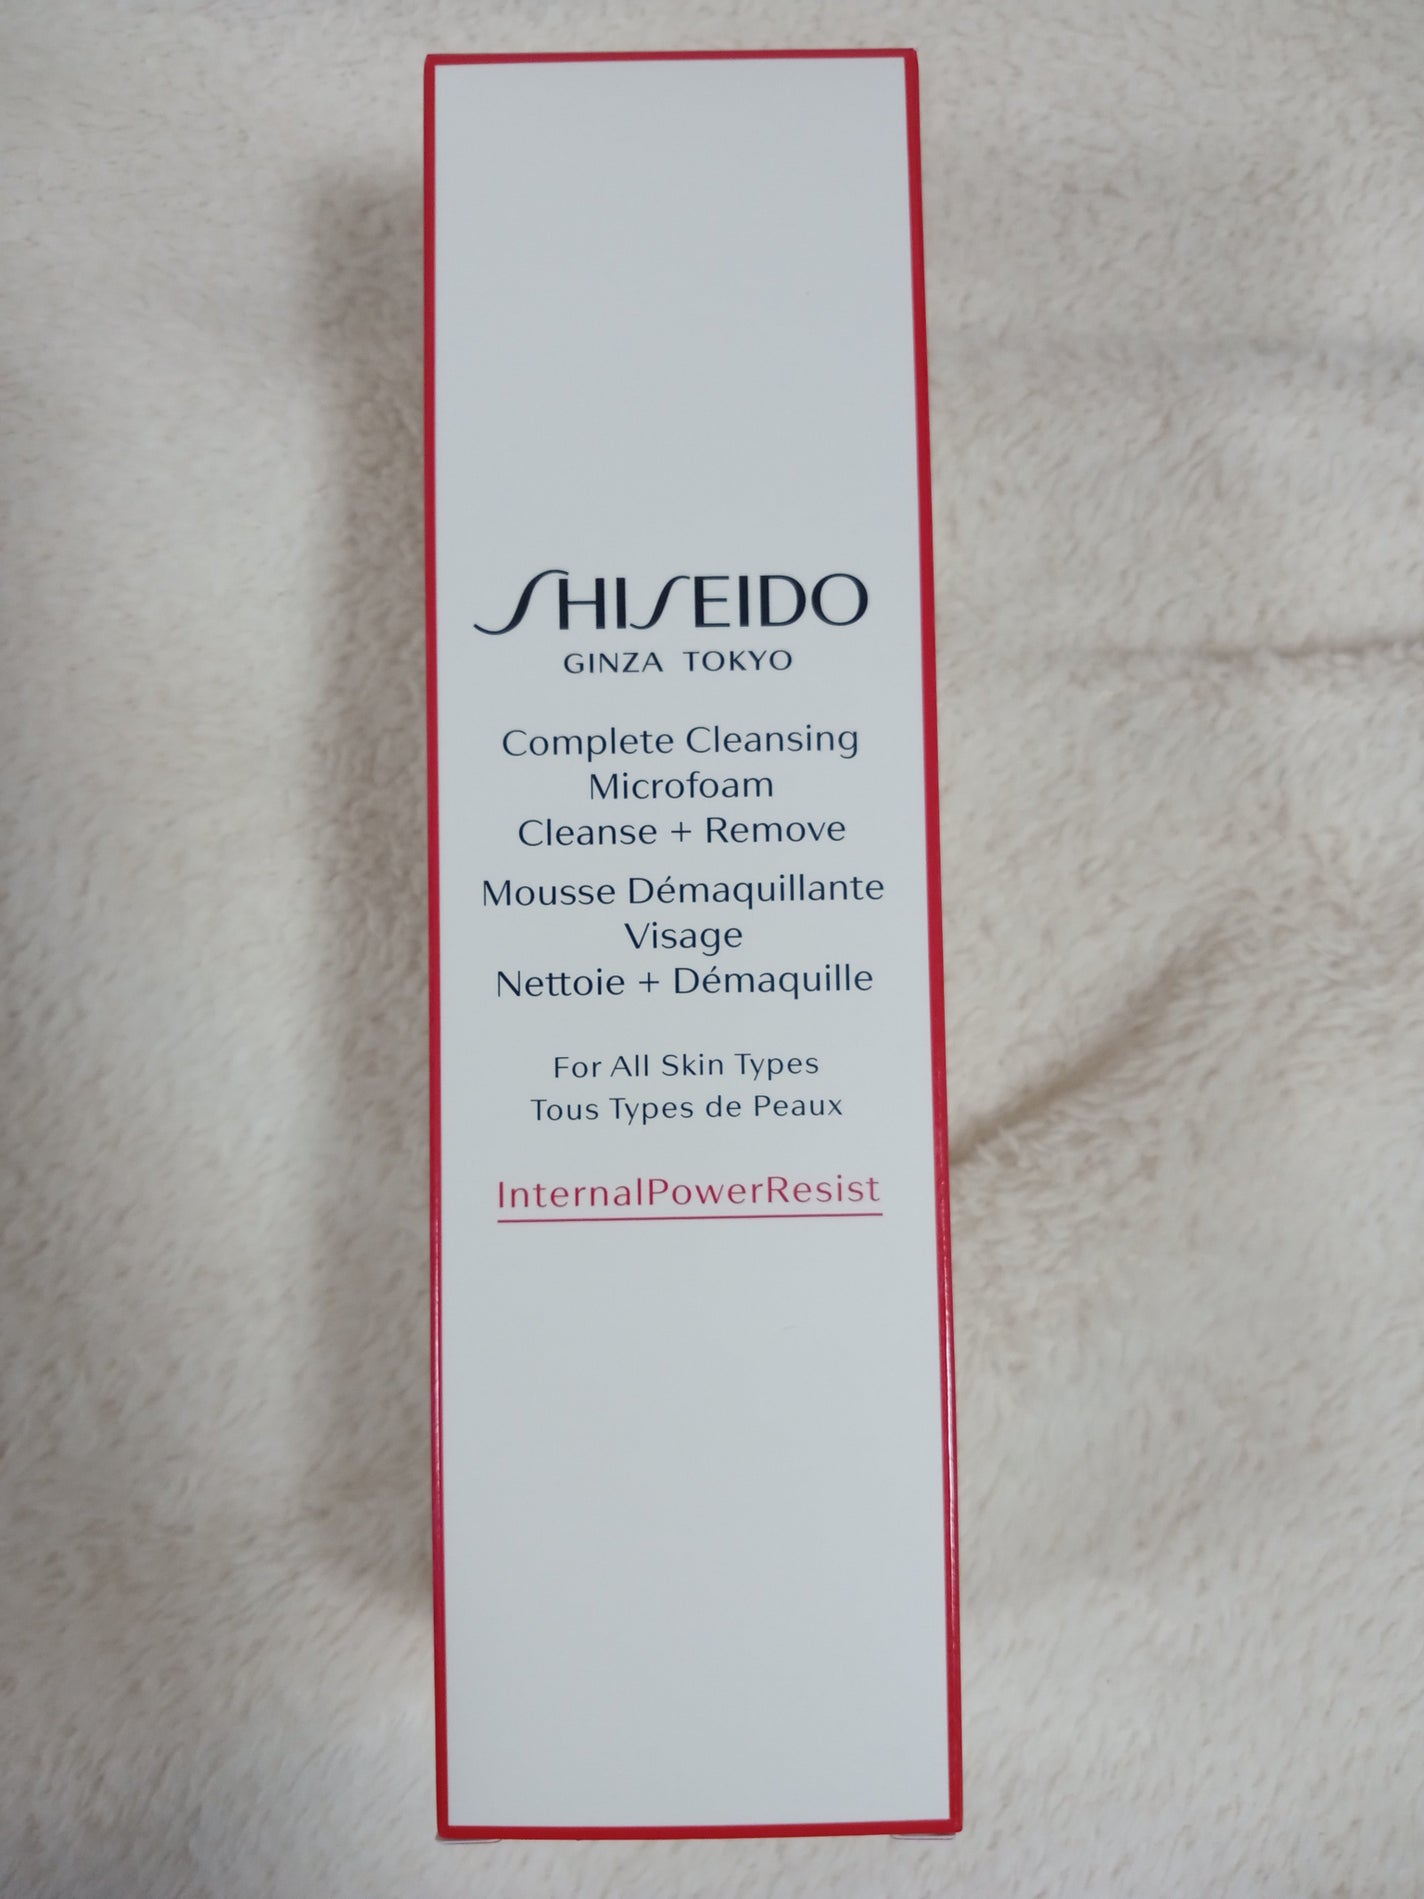 SHISEIDO
GINZA TOKYO
Complete Cleansing
Microfoam
Cleanse + Remove
Mousse Démaquillante
Visage
Nettoie + Démaquille
For All Skin Types
Tous Types de Peaux
InternalPowerResist